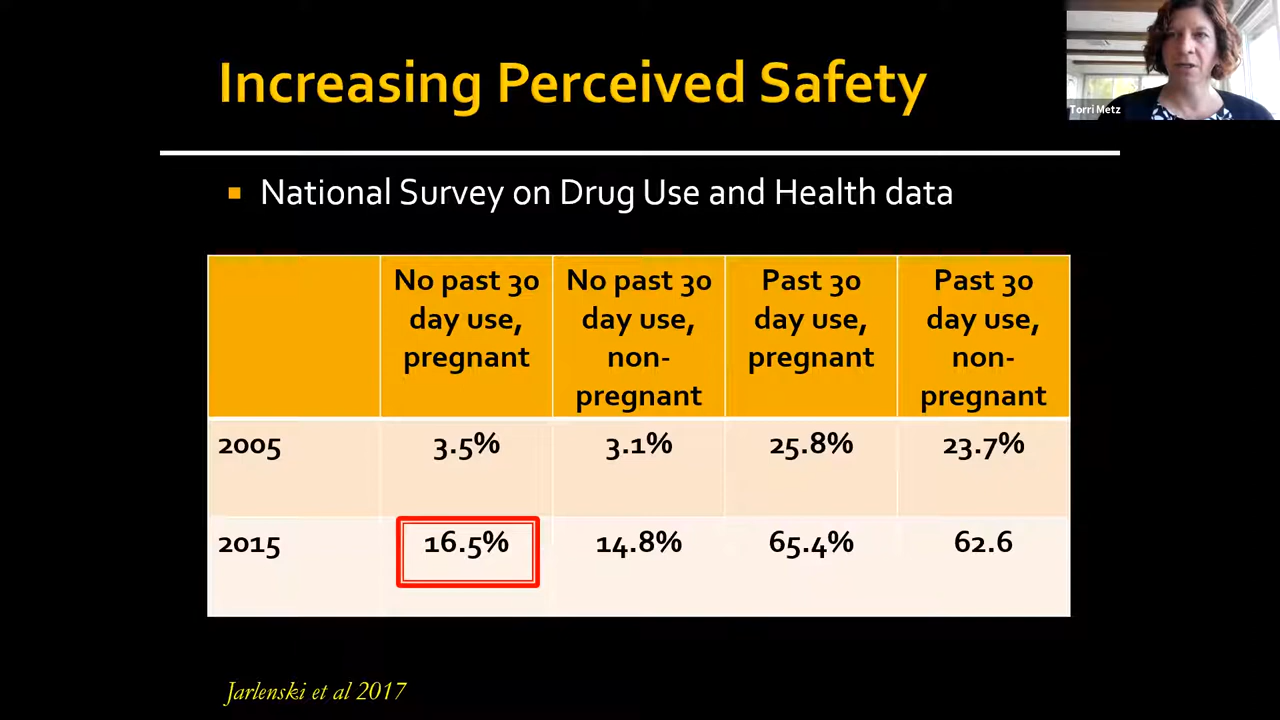 Increasing Perceived Safety
Torri Metz
National Survey on Drug Use and Health data
No past 30 day use, pregnant
No past 30 day use, non-pregnant
Past 30 day use, pregnant
Past 30 day use, non-pregnant
2005 3.5% 3.1% 25.8% 23.7%
2015 16.5% 14.8% 65.4% 62.6
Jarlenski et al 2017